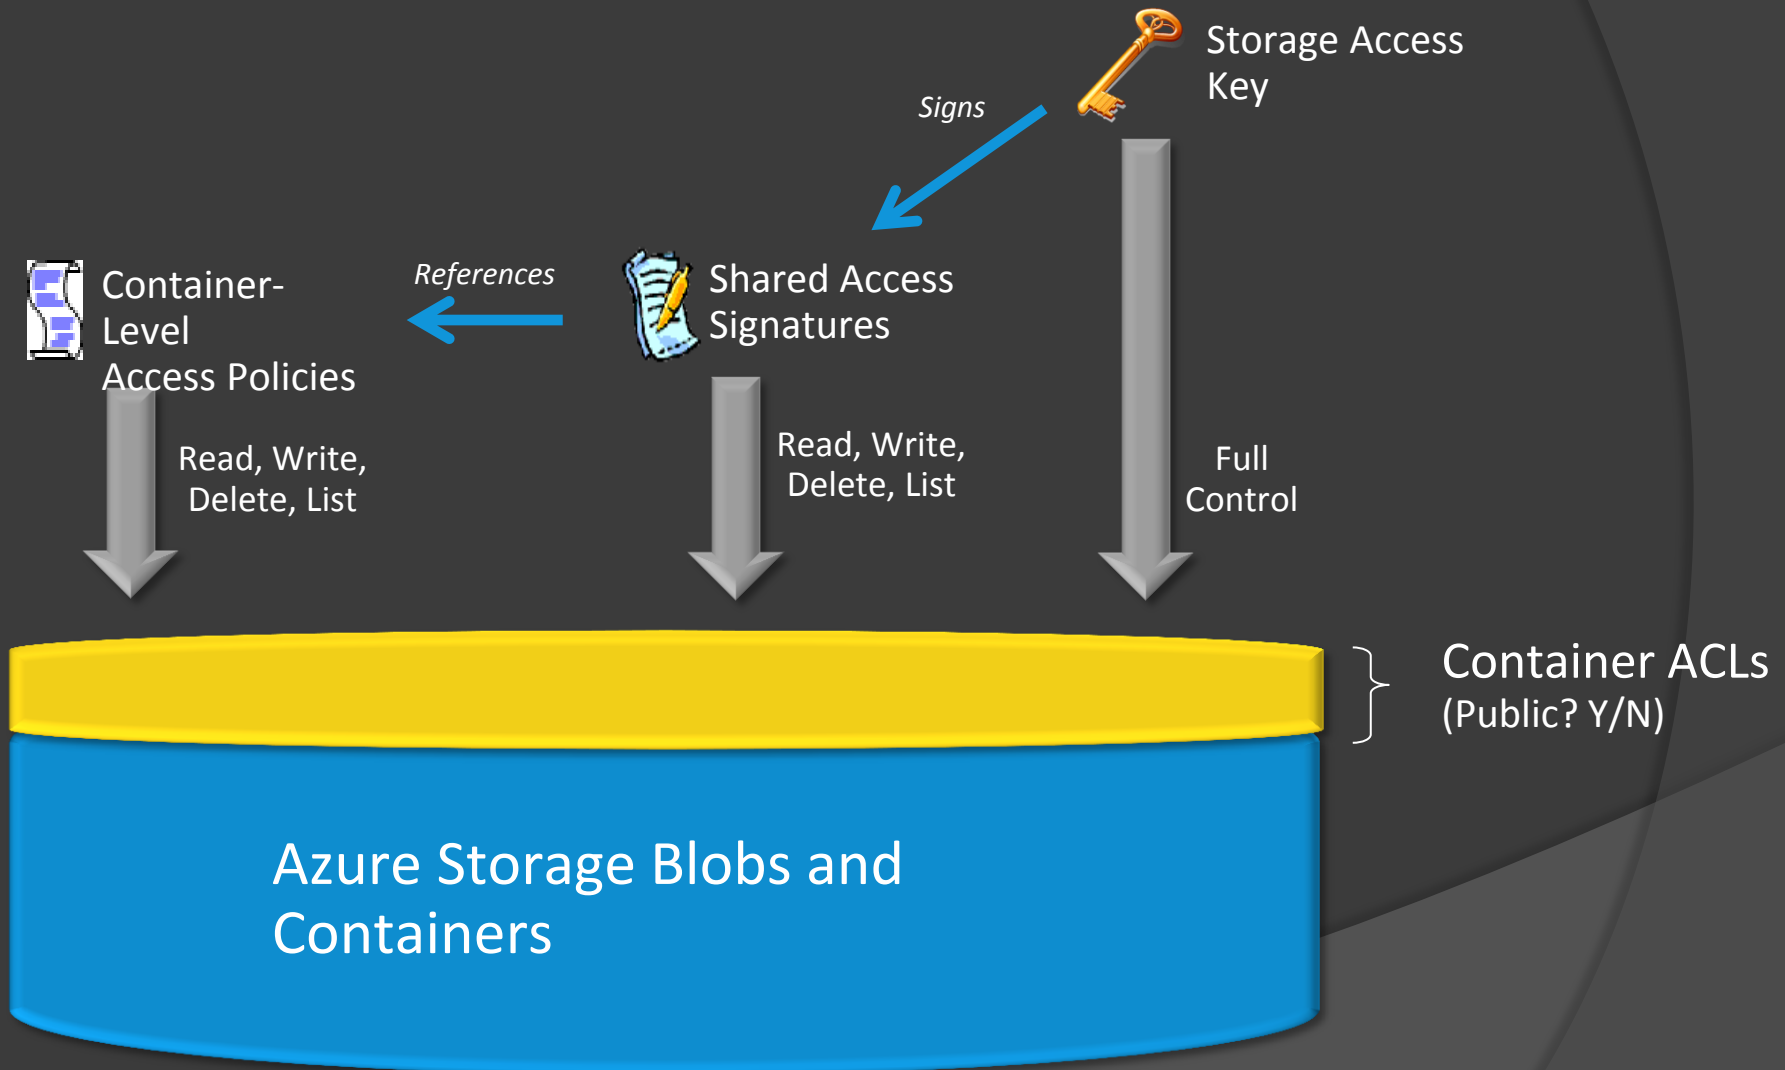 Storage Access
Key
Signs
Container-
Level
Access Policies
References
Shared Access
Signatures
Read, Write,
Delete, List
Read, Write,
Delete, List
Full
Control
Container ACLs
(Public? Y/N)
Azure Storage Blobs and
Containers